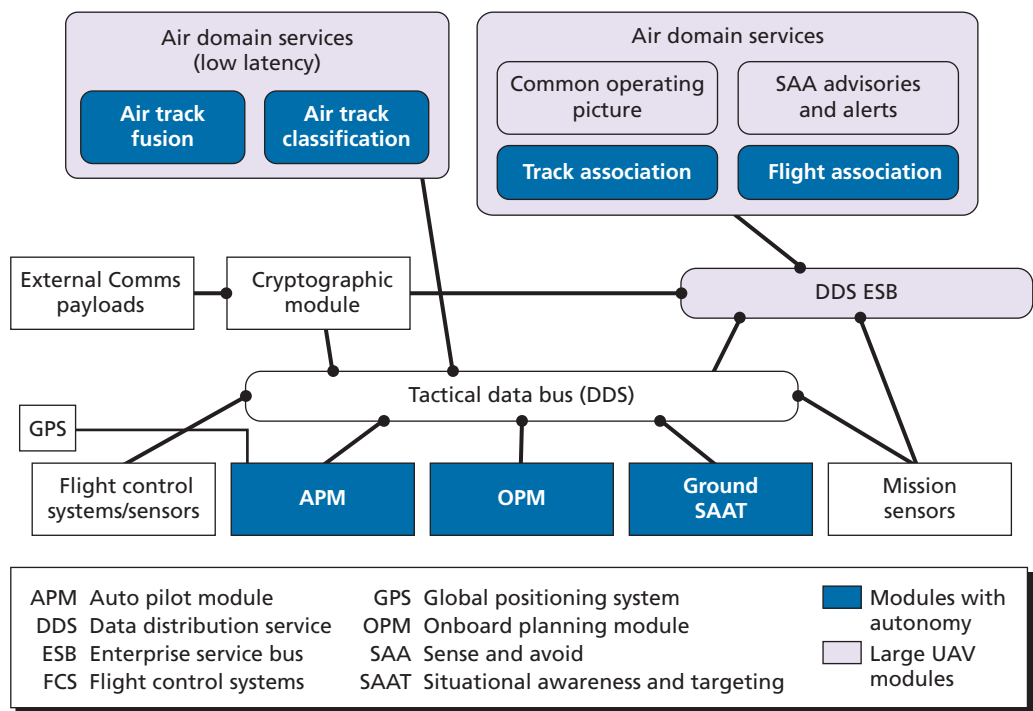 Air domain services
(low latency)
Air track
fusion
Air track
classification
Air domain services
Common operating
picture
SAA advisories
and alerts
Track association
Flight association
External Comms
payloads
Cryptographic
module
DDS ESB
Tactical data bus (DDS)
GPS
Flight control
systems/sensors
APM
OPM
Ground
SAAT
Mission
sensors
APM Auto pilot module
DDS Data distribution service
ESB Enterprise service bus
FCS Flight control systems
GPS Global positioning system
OPM Onboard planning module
SAA Sense and avoid
SAAT Situational awareness and targeting
Modules with
autonomy
Large UAV
modules